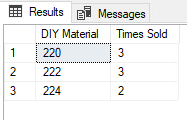 Results Messages
DIY Material Times Sold
1 220 3
2 222 3
3 224 2